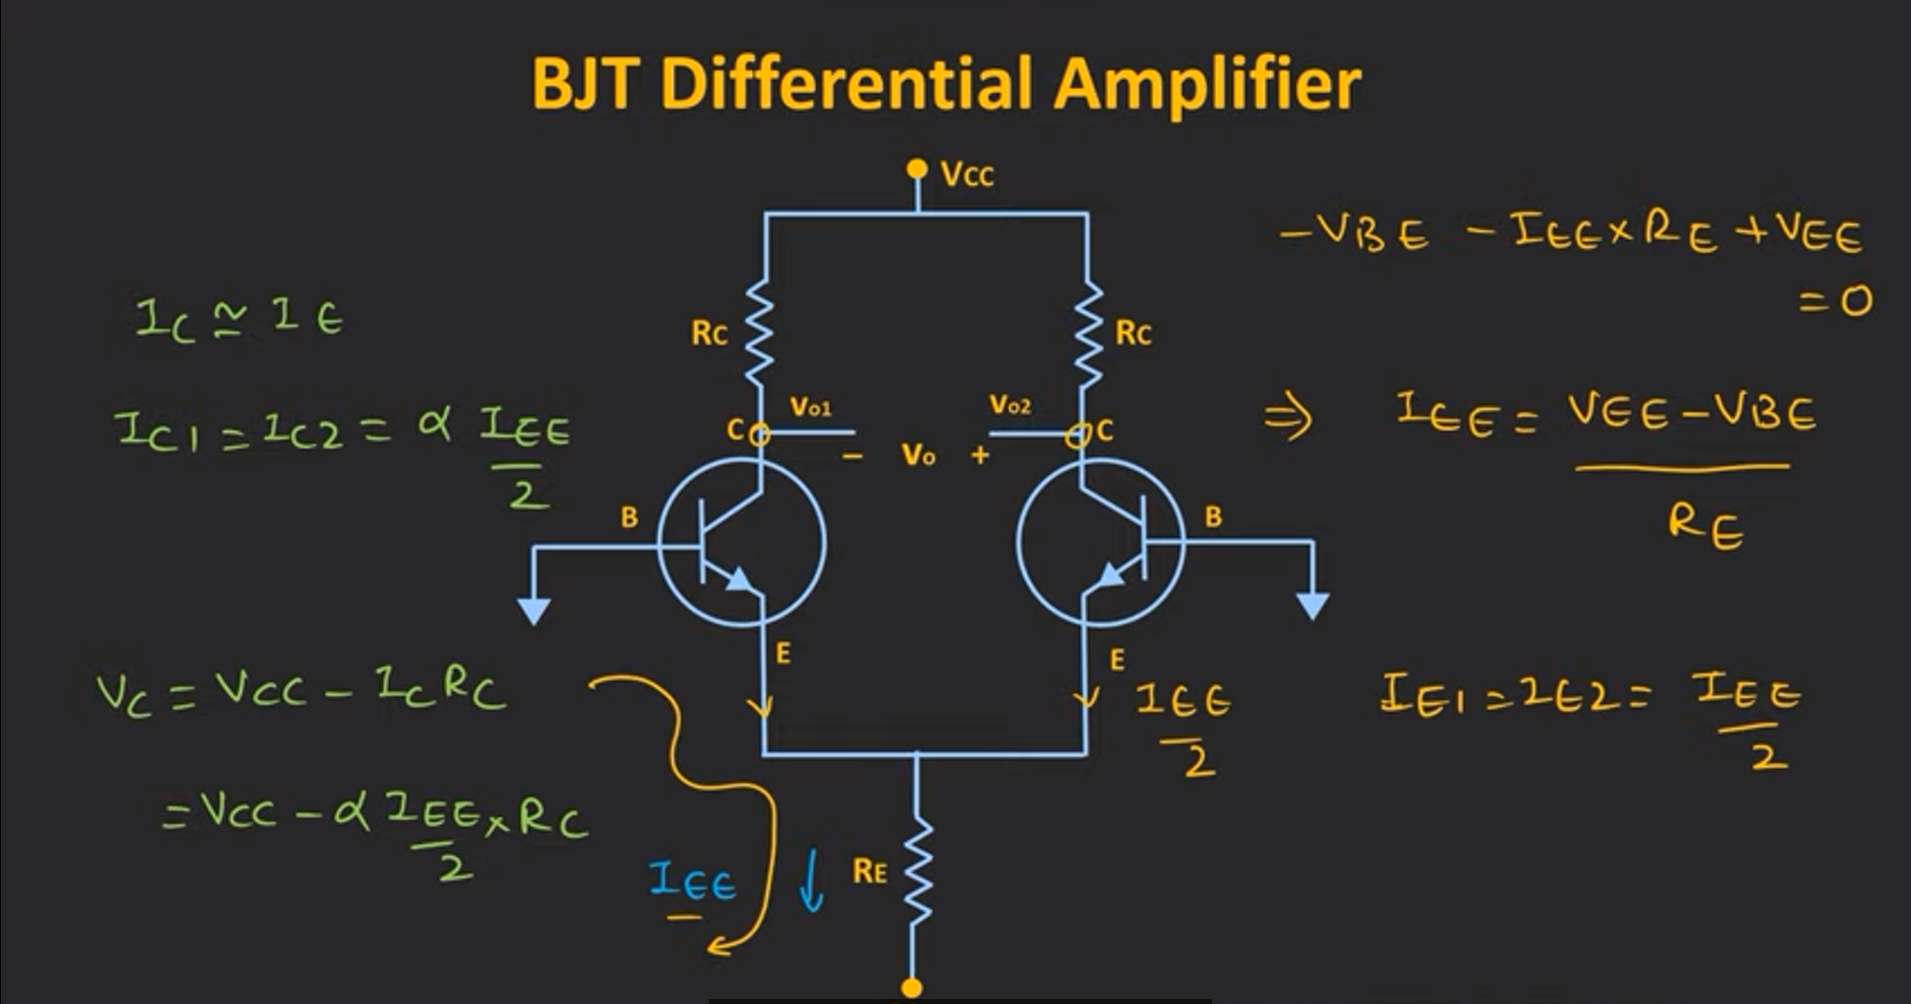 BJT Differential Amplifier
Vcc
-VBE - IEE×RE +VEE
= 0
IC ≃ IE
Rc
Rc
IC1 = IC2 = α IEE
2
Vo1
Vo2
C
C
- Vo +
⇒ IEE = VEE-VBE
RE
B
B
E
E
VC = VCC - ICRC
IEE
2
IE1 = IE2 = IEE
2
= VCC - α IEE × RC
2
IEE
↓
RE